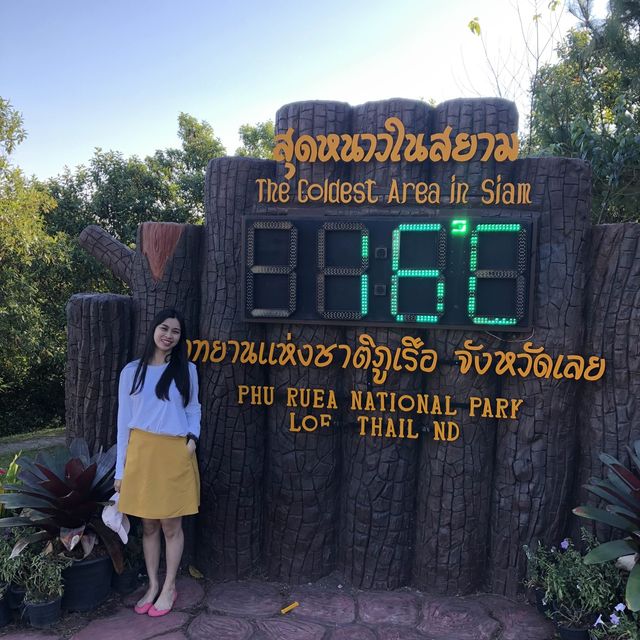 สุดหนาวในสยาม
The Coldest Area in Siam
16°C
อุทยานแห่งชาติภูเรือ จังหวัดเลย
PHU RUEA NATIONAL PARK
LOE THAIL ND